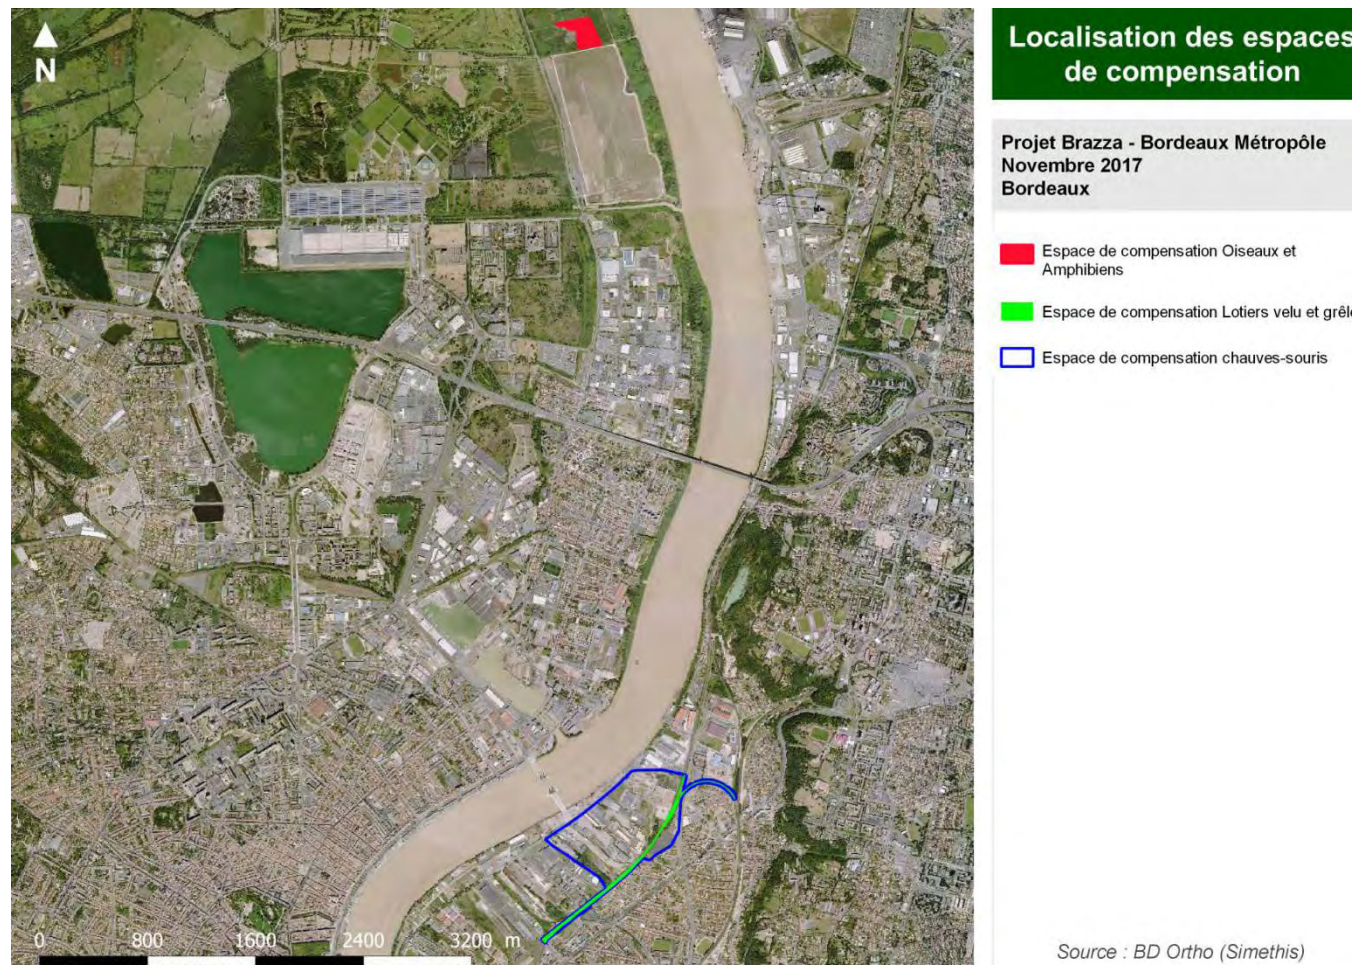 N
Localisation des espaces
de compensation
Projet Brazza - Bordeaux Métropôle
Novembre 2017
Bordeaux
Espace de compensation Oiseaux et
Amphibiens
Espace de compensation Lotiers velu et grêle
Espace de compensation chauves-souris
0 800 1600 2400 3200 m
Source : BD Ortho (Simethis)